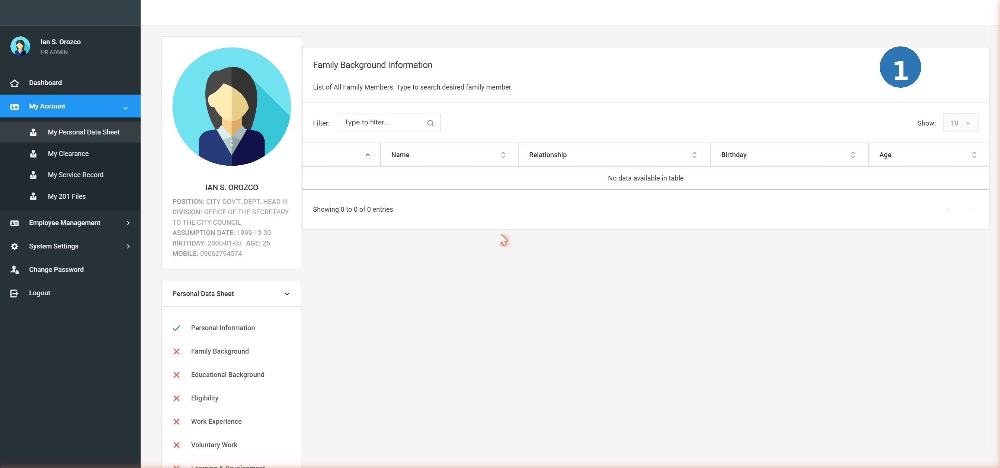 Ian S. Orozco
HR ADMIN
Dashboard
My Account
My Personal Data Sheet
My Clearance
My Service Record
My 201 Files
Employee Management
System Settings
Change Password
Logout
IAN S. OROZCO
POSITION: CITY GOV'T. DEPT. HEAD III
DIVISION: OFFICE OF THE SECRETARY
TO THE CITY COUNCIL
ASSUMPTION DATE: 1999-12-30
BIRTHDAY: 2000-01-03 AGE: 26
MOBILE: 09062794574
Personal Data Sheet
Personal Information
Family Background
Educational Background
Eligibility
Work Experience
Voluntary Work
Learning & Development
Family Background Information
1
List of All Family Members. Type to search desired family member.
Filter: Type to filter... Show: 10
Name Relationship Birthday Age
No data available in table
Showing 0 to 0 of 0 entries ← →